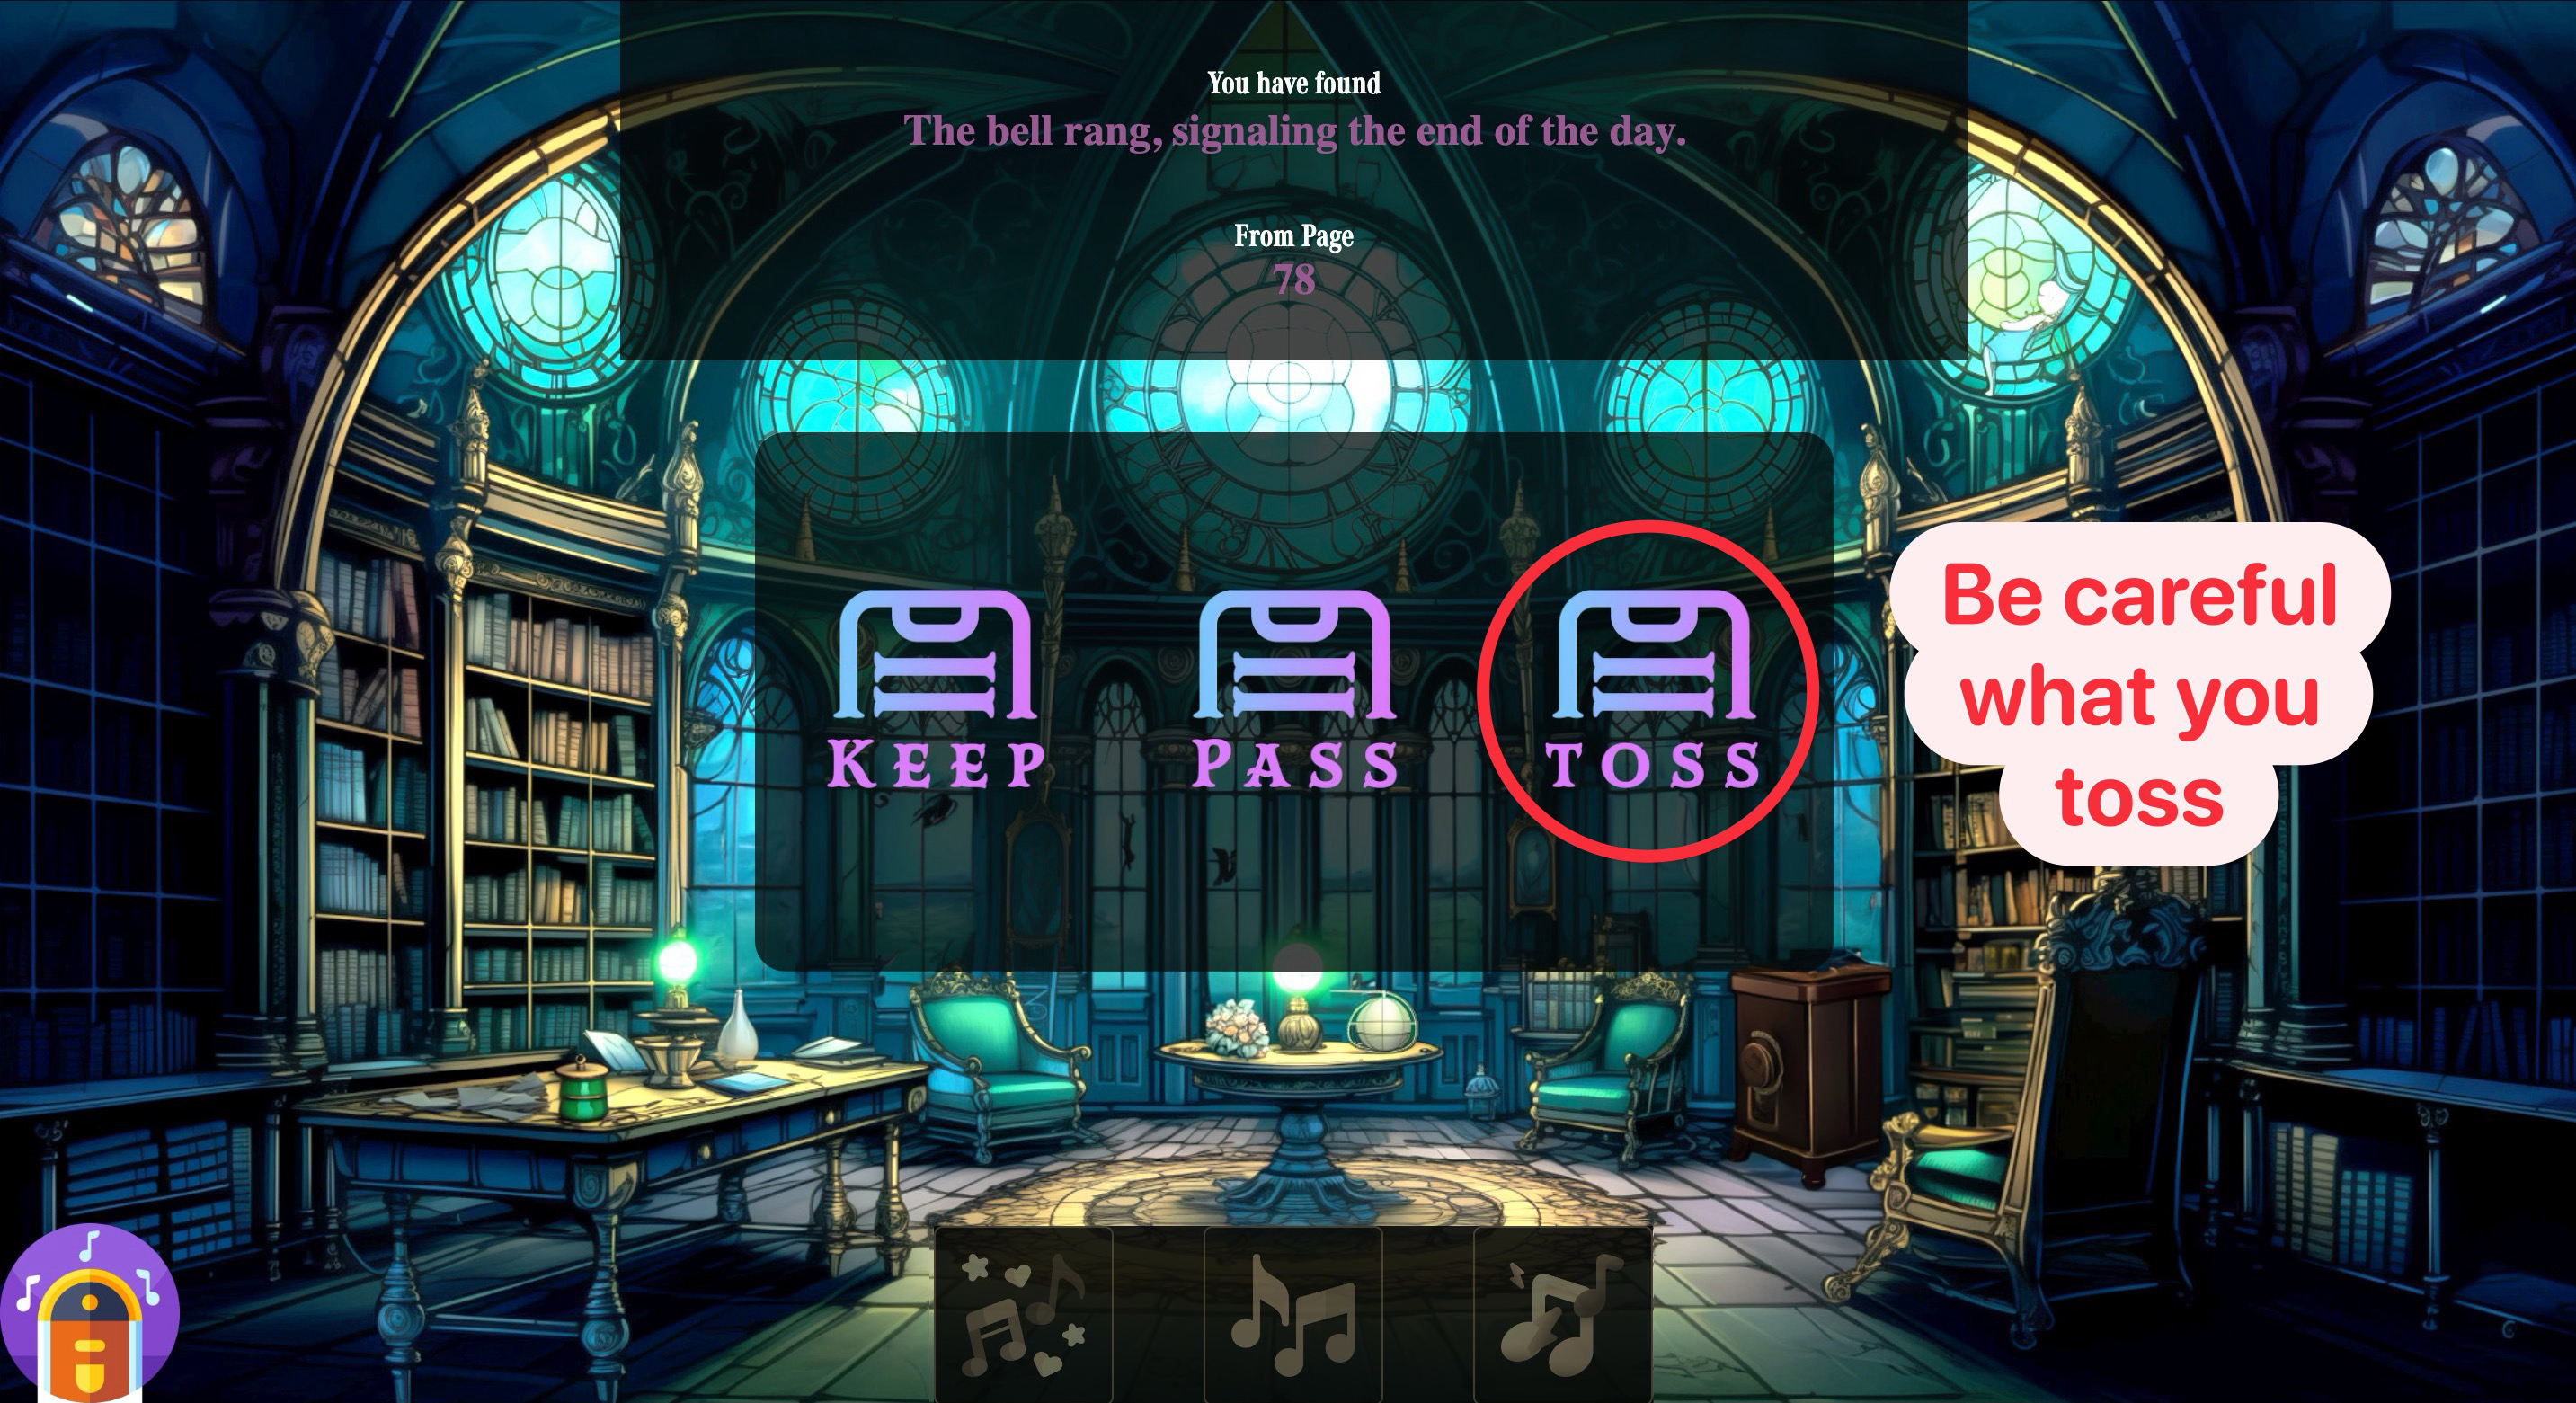 You have found
The bell rang, signaling the end of the day.
From Page
78
KEEP
PASS
TOSS
Be careful
what you
toss